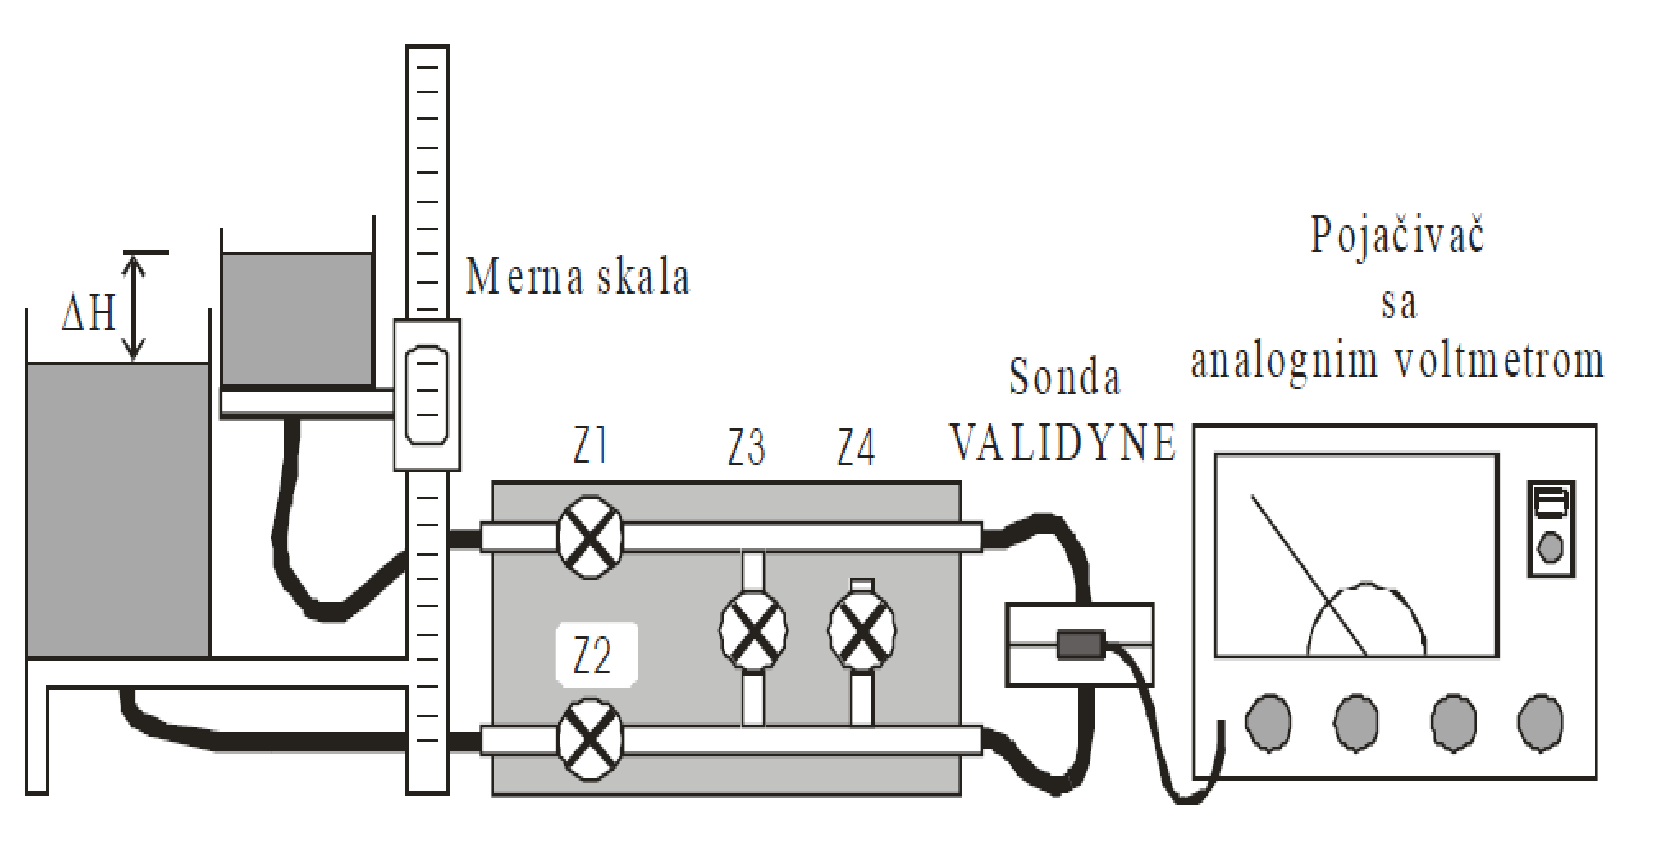 ΔH
Merna skala
Pojačivač
sa
analognim voltmetrom
Sonda
VALIDYNE
Z1
Z3
Z4
Z2